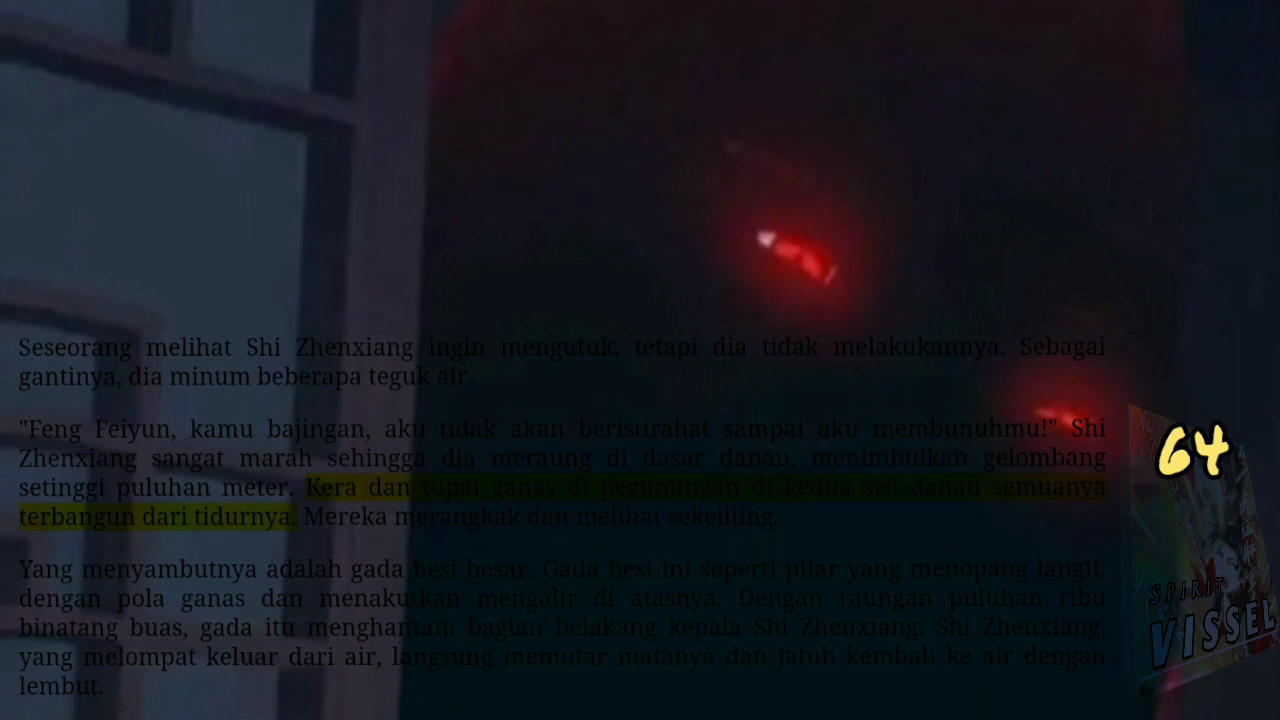 Seseorang melihat Shi Zhenxiang ingin mengutuk, tetapi dia tidak melakukannya. Sebagai
gantinya, dia minum beberapa teguk air.
"Feng Feiyun, kamu bajingan, aku tidak akan beristirahat sampai aku membunuhmu!" Shi
Zhenxiang sangat marah sehingga dia meraung di dasar danau, menimbulkan gelombang
setinggi puluhan meter. Kera dan tupai ganas di pegunungan di kedua sisi danau semuanya
terbangun dari tidurnya. Mereka merangkak dan melihat sekeliling.
Yang menyambutnya adalah gada besi besar. Gada besi ini seperti pilar yang menopang langit,
dengan pola ganas dan menakutkan mengalir di atasnya. Dengan raungan puluhan ribu
binatang buas, gada itu menghantam bagian belakang kepala Shi Zhenxiang. Shi Zhenxiang,
yang melompat keluar dari air, langsung memutar matanya dan jatuh kembali ke air dengan
lembut.
64
SPIRIT
VISSEL